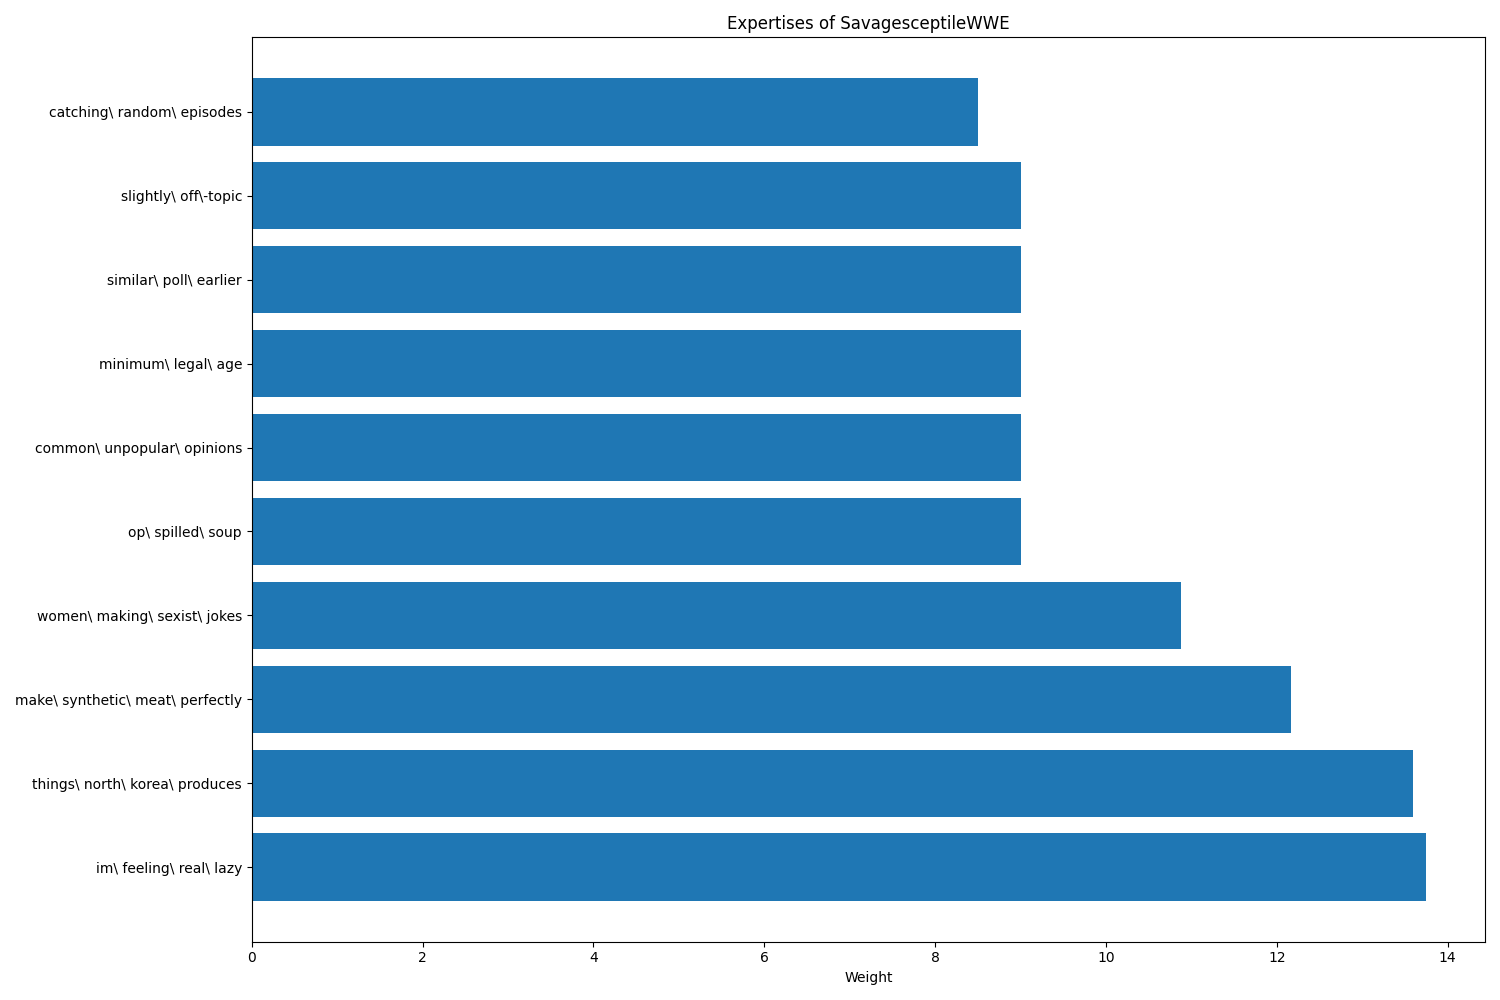 Expertises of SavagesceptileWWE
catching\ random\ episodes
slightly\ off\-topic
similar\ poll\ earlier
minimum\ legal\ age
common\ unpopular\ opinions
op\ spilled\ soup
women\ making\ sexist\ jokes
make\ synthetic\ meat\ perfectly
things\ north\ korea\ produces
im\ feeling\ real\ lazy
0 2 4 6 8 10 12 14
Weight